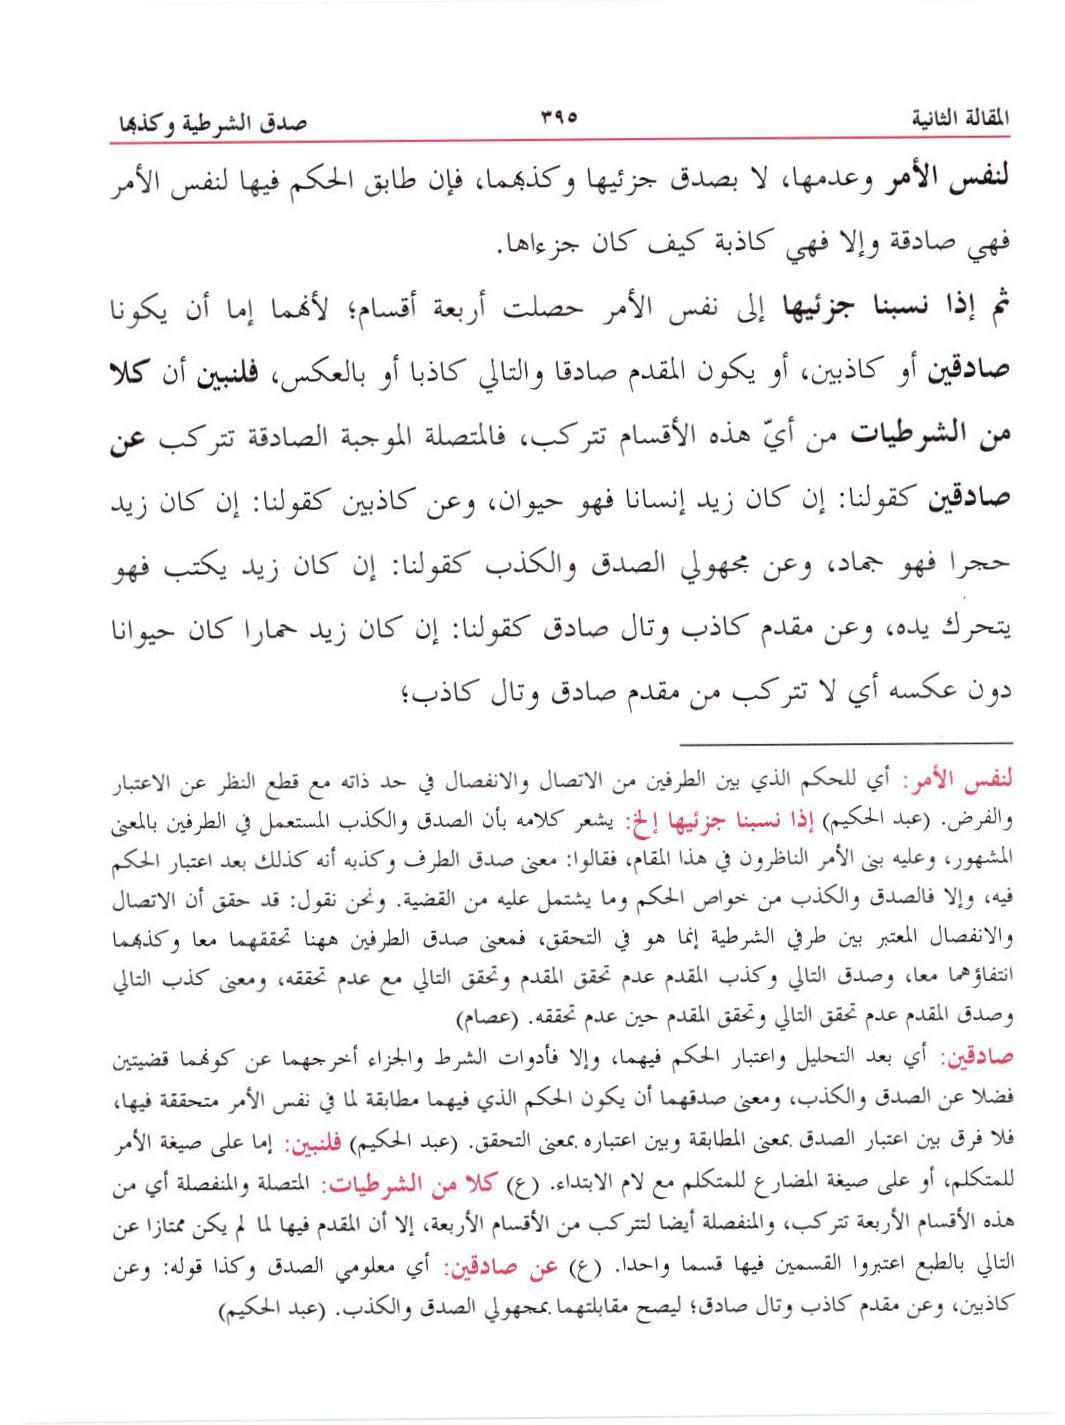 المقالة الثانية ٣٩٥ صدق الشرطية وكذبها
لنفس الأمر وعدمها، لا بصدق جزئيها وكذبهما، فإن طابق الحكم فيها لنفس الأمر
فهي صادقة وإلا فهي كاذبة كيف كان جزءاها.
ثم إذا نسبنا جزئيها إلى نفس الأمر حصلت أربعة أقسام؛ لأنهما إما أن يكونا
صادقين أو كاذبين، أو يكون المقدم صادقا والتالي كاذبا أو بالعكس، فلنبين أن كلا
من الشرطيات من أيّ هذه الأقسام تتركب، فالمتصلة الموجبة الصادقة تتركب عن
صادقين كقولنا: إن كان زيد إنسانا فهو حيوان، وعن كاذبين كقولنا: إن كان زيد
حجرا فهو جماد، وعن مجهولي الصدق والكذب كقولنا: إن كان زيد يكتب فهو
يتحرك يده، وعن مقدم كاذب وتال صادق كقولنا: إن كان زيد حمارا كان حيوانا
دون عكسه أي لا تتركب من مقدم صادق وتال كاذب؛
لنفس الأمر: أي للحكم الذي بين الطرفين من الاتصال والانفصال في حد ذاته مع قطع النظر عن الاعتبار
والفرض. (عبد الحكيم) إذا نسبنا جزئيها إلخ: يشعر كلامه بأن الصدق والكذب المستعمل في الطرفين بالمعنى
المشهور، وعليه بنى الأمر الناظرون في هذا المقام، فقالوا: معنى صدق الطرف وكذبه أنه كذلك بعد اعتبار الحكم
فيه، وإلا فالصدق والكذب من خواص الحكم وما يشتمل عليه من القضية. ونحن نقول: قد حقق أن الاتصال
والانفصال المعتبر بين طرفي الشرطية إنما هو في التحقق، فمعنى صدق الطرفين ههنا تحققهما معا وكذبهما
انتفاؤهما معا، وصدق التالي وكذب المقدم عدم تحقق المقدم وتحقق التالي مع عدم تحققه، ومعنى كذب التالي
وصدق المقدم عدم تحقق التالي وتحقق المقدم حين عدم تحققه. (عصام)
صادقين: أي بعد التحليل واعتبار الحكم فيهما، وإلا فأدوات الشرط والجزاء أخرجهما عن كونهما قضيتين
فضلا عن الصدق والكذب، ومعنى صدقهما أن يكون الحكم الذي فيهما مطابقة لما في نفس الأمر متحققة فيها،
فلا فرق بين اعتبار الصدق بمعنى المطابقة وبين اعتباره بمعنى التحقق. (عبد الحكيم) فلنبين: إما على صيغة الأمر
للمتكلم، أو على صيغة المضارع للمتكلم مع لام الابتداء. (ع) كلا من الشرطيات: المتصلة والمنفصلة أي من
هذه الأقسام الأربعة تتركب، والمنفصلة أيضا لتتركب من الأقسام الأربعة، إلا أن المقدم فيها لما لم يكن ممتازا عن
التالي بالطبع اعتبروا القسمين فيها قسما واحدا. (ع) عن صادقين: أي معلومي الصدق وكذا قوله: وعن
كاذبين، وعن مقدم كاذب وتال صادق؛ ليصح مقابلتهما بمجهولي الصدق والكذب. (عبد الحكيم)